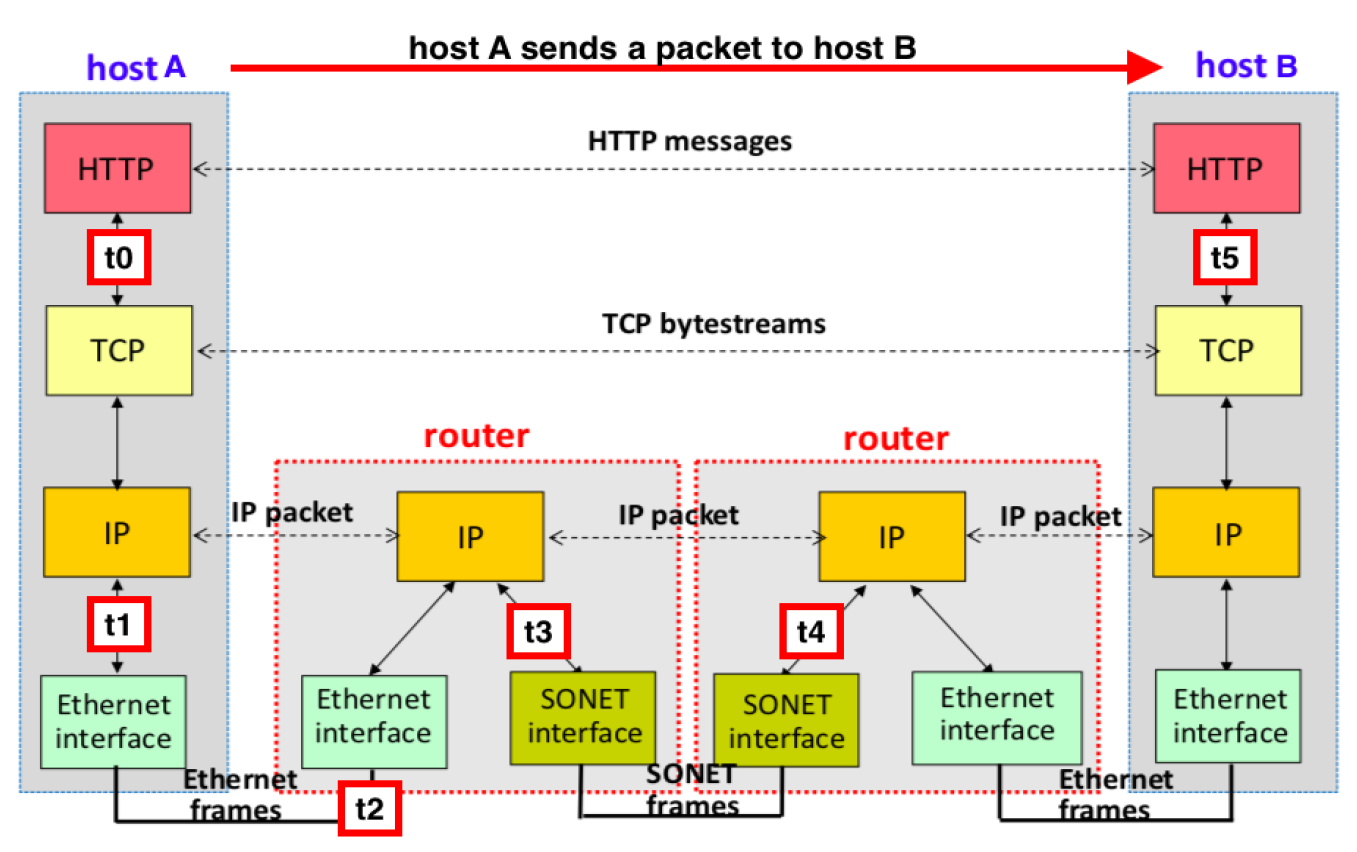 host A sends a packet to host B
host A
host B
HTTP
HTTP messages
HTTP
t0
t5
TCP
TCP bytestreams
TCP
router
router
IP
IP packet
IP
IP packet
IP
IP packet
IP
t1
t3
t4
Ethernet
interface
Ethernet
interface
SONET
interface
SONET
interface
Ethernet
interface
Ethernet
interface
Ethernet
frames
t2
SONET
frames
Ethernet
frames